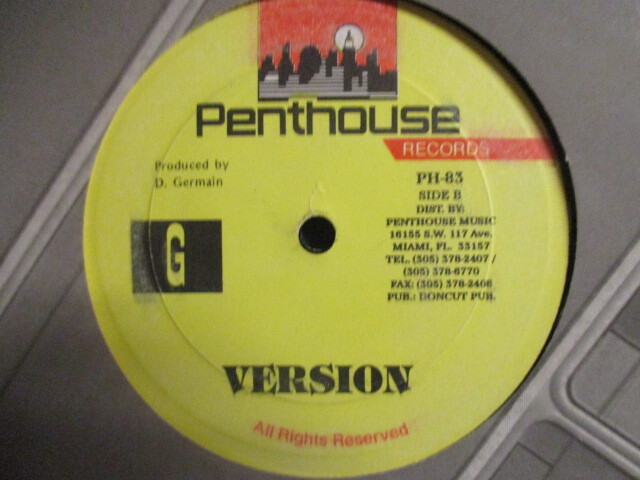 Penthouse
RECORDS
Produced by
D. Germain
G
PH-83
SIDE B
DIST. BY:
PENTHOUSE MUSIC
16155 S.W. 117 Ave.
MIAMI, FL. 33157
TEL. (305) 378-2407 /
(305) 378-6770
FAX: (305) 378-2408
PUB.: DONCUT PUB.
VERSION
All Rights Reserved